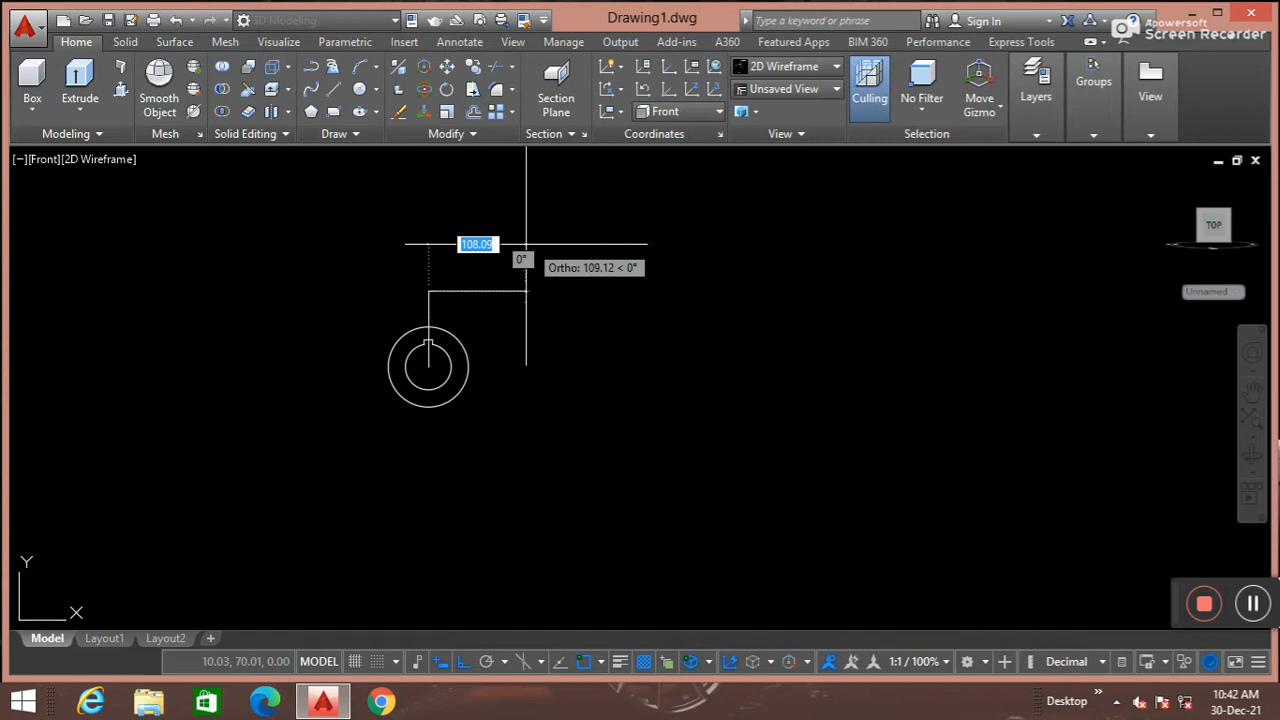 3D Modeling
Drawing1.dwg
Type a keyword or phrase
Sign In
Apowersoft
Screen Recorder
Home
Solid
Surface
Mesh
Visualize
Parametric
Insert
Annotate
View
Manage
Output
Add-ins
A360
Featured Apps
BIM 360
Performance
Express Tools
Box
Extrude
Smooth
Object
Section
Plane
Front
2D Wireframe
Unsaved View
Culling
No Filter
Move
Gizmo
Layers
Groups
View
Modeling
Mesh
Solid Editing
Draw
Modify
Section
Coordinates
View
Selection
[−][Front][2D Wireframe]
TOP
108.09
0°
Ortho: 109.12 < 0°
Unnamed
Y
X
Model
Layout1
Layout2
+
10.03, 70.01, 0.00
MODEL
1:1 / 100%
Decimal
Desktop
10:42 AM
30-Dec-21